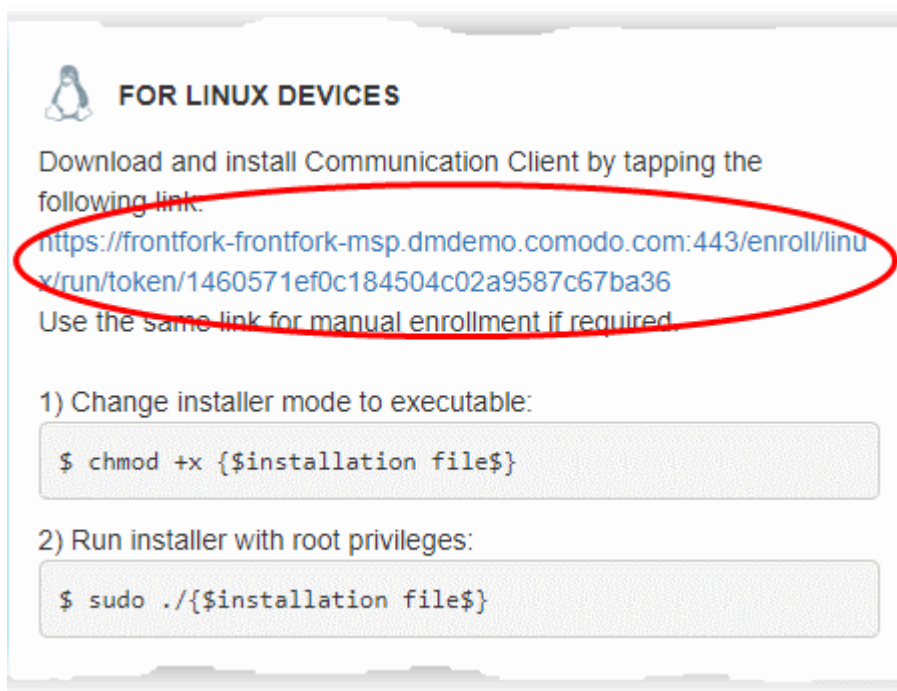 FOR LINUX DEVICES
Download and install Communication Client by tapping the
following link:
https://frontfork-frontfork-msp.dmdemo.comodo.com:443/enroll/linu
x/run/token/1460571ef0c184504c02a9587c67ba36
Use the same link for manual enrollment if required.
1) Change installer mode to executable:
$ chmod +x {$installation file$}
2) Run installer with root privileges:
$ sudo ./{$installation file$}